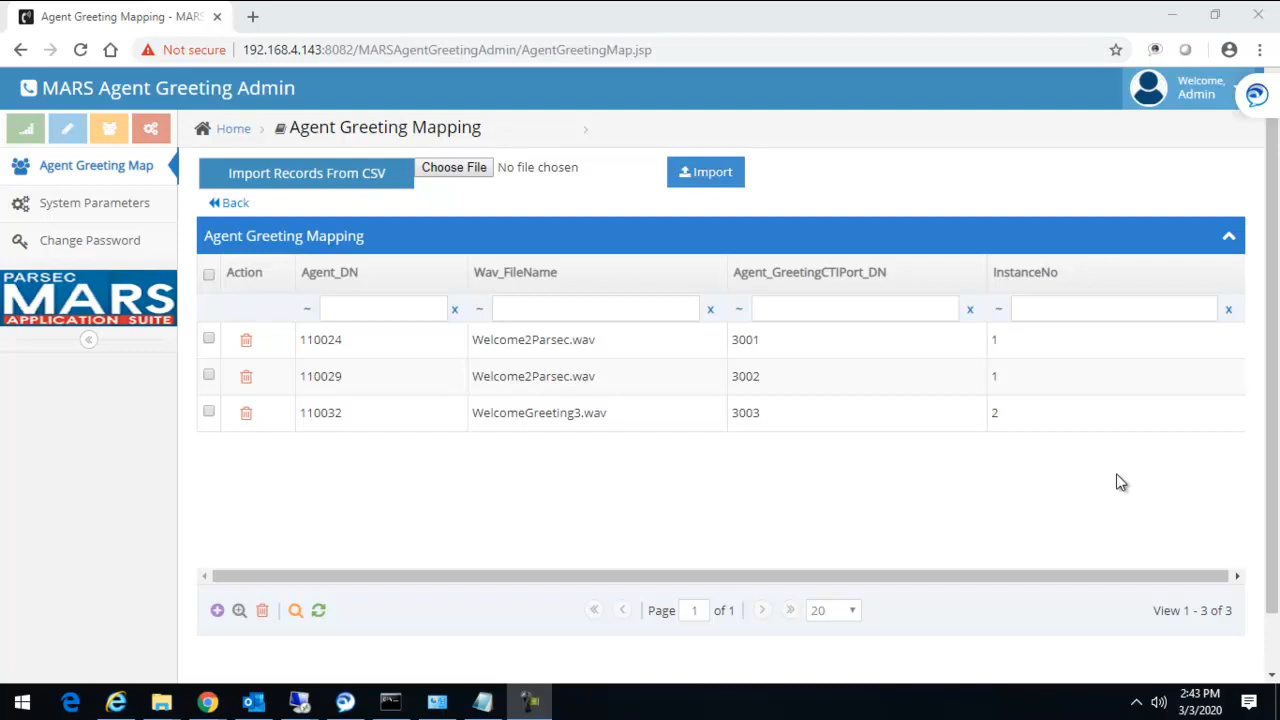 Agent Greeting Mapping - MARS
Not secure | 192.168.4.143:8082/MARSAgentGreetingAdmin/AgentGreetingMap.jsp
MARS Agent Greeting Admin
Welcome,
Admin
Home
Agent Greeting Mapping
Agent Greeting Map
System Parameters
Change Password
PARSEC
MARS
APPLICATION SUITE
Import Records From CSV
Choose File No file chosen
Import
Back
Agent Greeting Mapping
Action Agent_DN Wav_FileName Agent_GreetingCTIPort_DN InstanceNo
~ x ~ x ~ x ~ x
110024 Welcome2Parsec.wav 3001 1
110029 Welcome2Parsec.wav 3002 1
110032 WelcomeGreeting3.wav 3003 2
Page 1 of 1 20 View 1 - 3 of 3
2:43 PM
3/3/2020